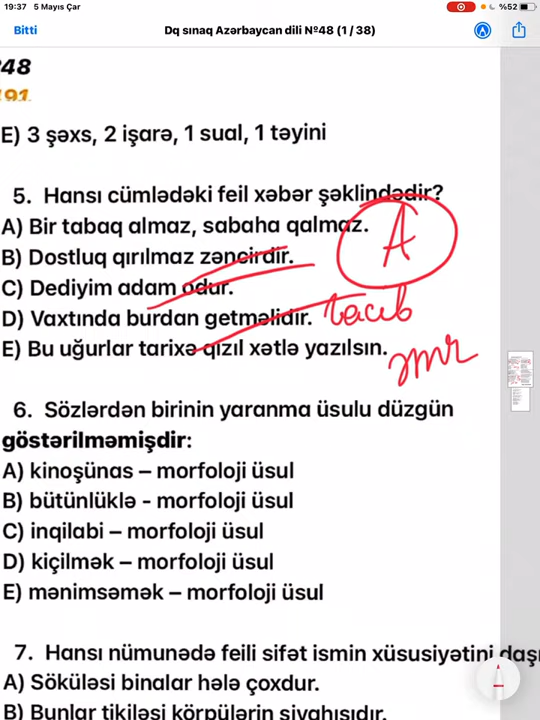 19:37 5 Mayıs Çar
%52
Bitti
Dq sınaq Azərbaycan dili Nº48 (1 / 38)
48
91
E) 3 şəxs, 2 işarə, 1 sual, 1 təyini
5. Hansı cümlədəki feil xəbər şəklindədir?
A) Bir tabaq almaz, sabaha qalmaz.
A
B) Dostluq qırılmaz zəncirdir.
C) Dediyim adam odur.
D) Vaxtında burdan getməlidir. lacıb
E) Bu uğurlar tarixə qızıl xətlə yazılsın.
əmr
6. Sözlərdən birinin yaranma üsulu düzgün
göstərilməmişdir:
A) kinoşünas – morfoloji üsul
B) bütünlüklə - morfoloji üsul
C) inqilabi – morfoloji üsul
D) kiçilmək – morfoloji üsul
E) mənimsəmək – morfoloji üsul
7. Hansı nümunədə feili sifət ismin xüsusiyyətini daşı
A) Söküləsi binalar hələ çoxdur.
B) Bunlar tikiləsi körpülərin siyahısıdır.